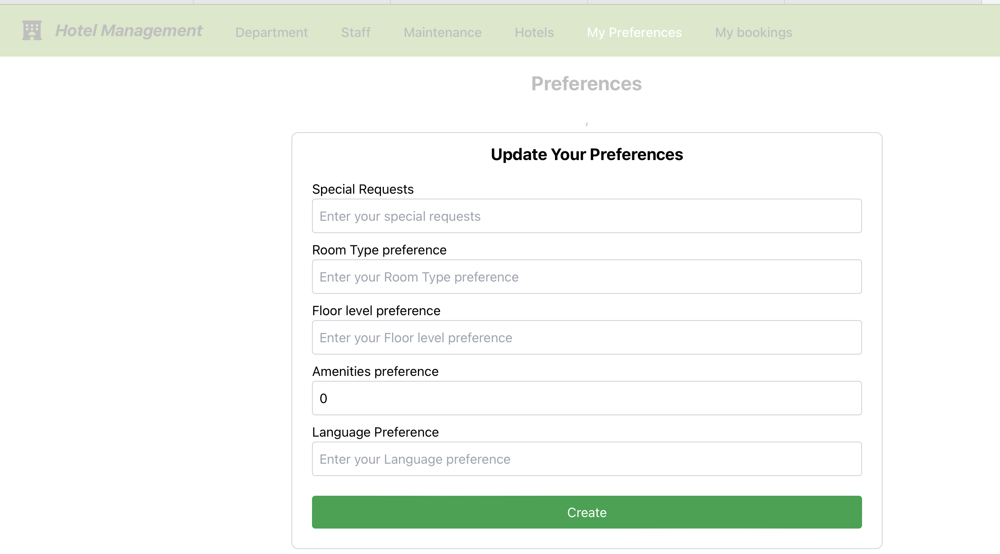 Hotel Management Department Staff Maintenance Hotels My Preferences My bookings
Preferences
,
Update Your Preferences
Special Requests
Enter your special requests
Room Type preference
Enter your Room Type preference
Floor level preference
Enter your Floor level preference
Amenities preference
0
Language Preference
Enter your Language preference
Create